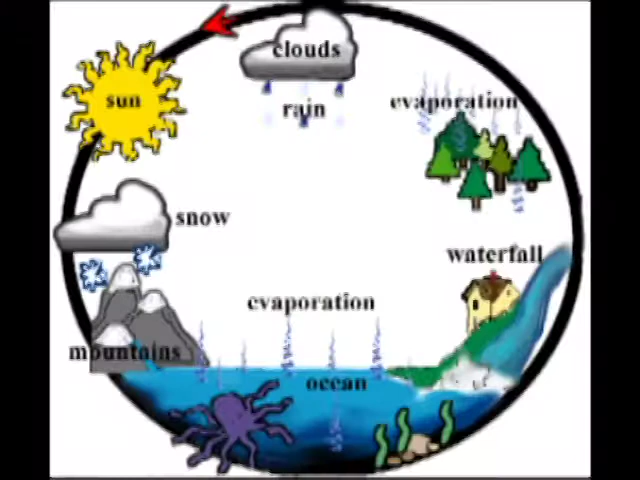 clouds
sun
evaporation
rain
snow
waterfall
evaporation
mountains
ocean